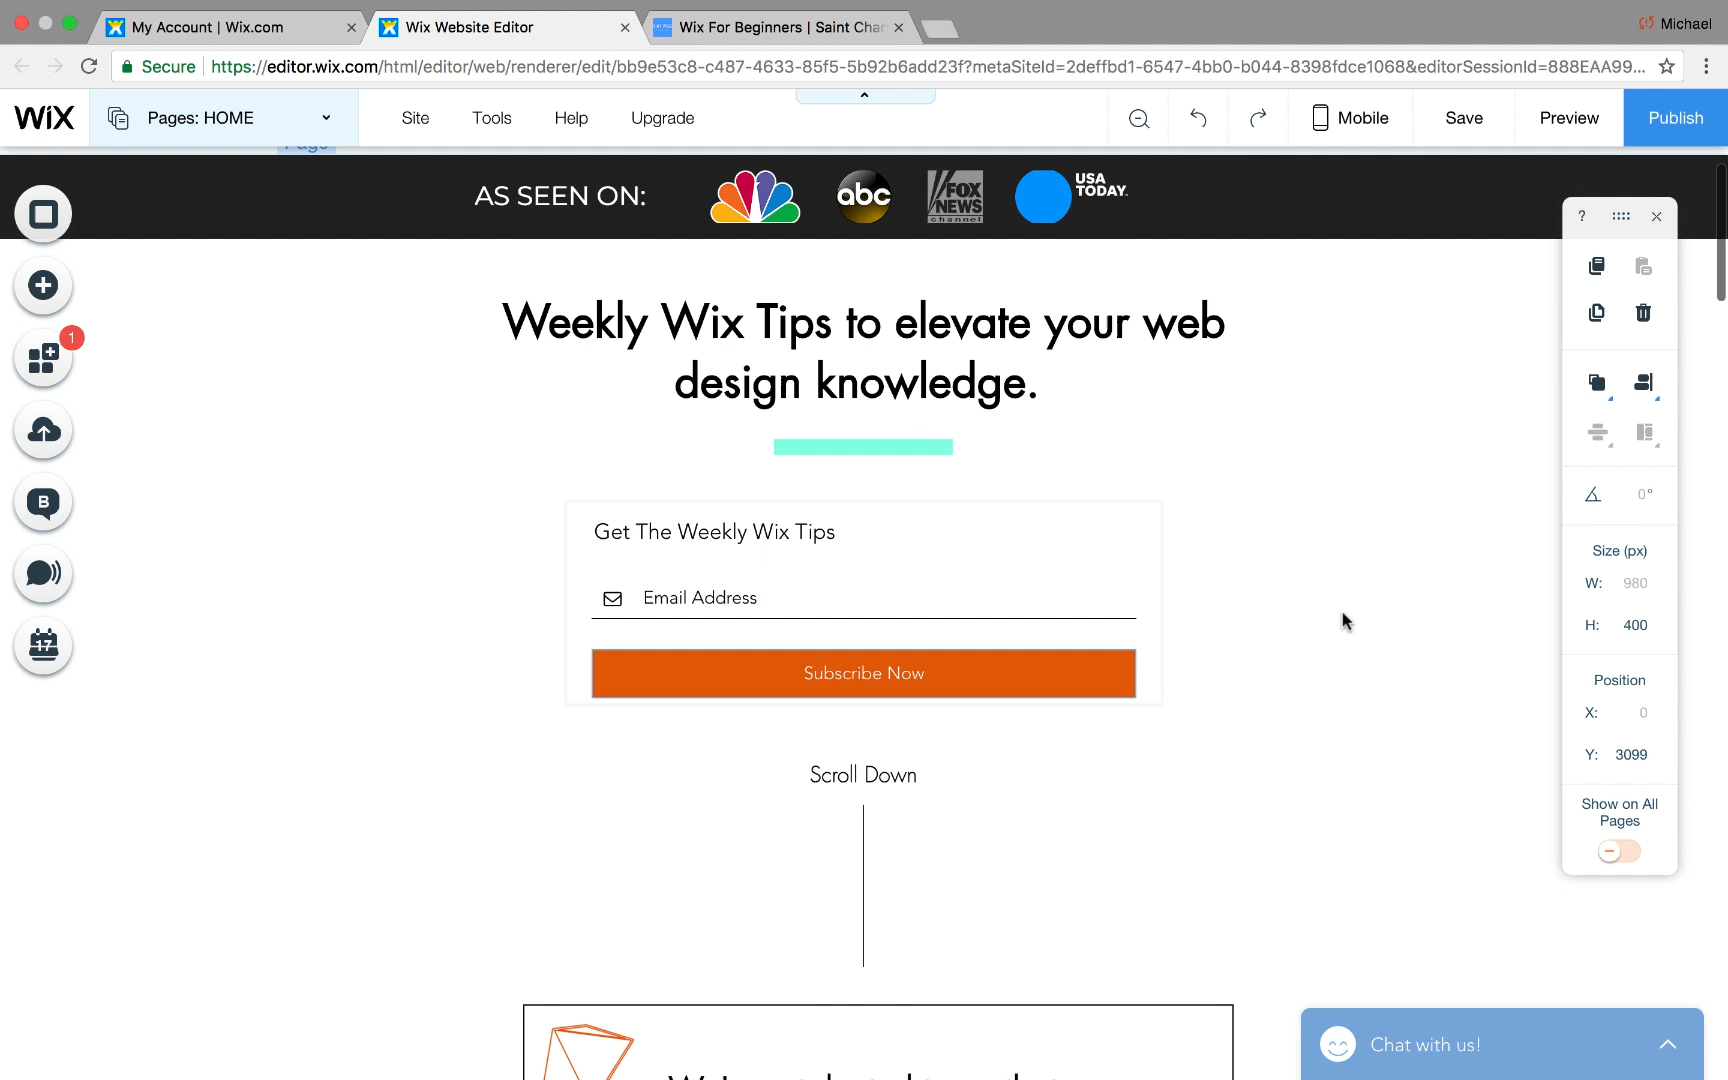 My Account | Wix.com
Wix Website Editor
Wix For Beginners | Saint Char
Michael
Secure
https://editor.wix.com/html/editor/web/renderer/edit/bb9e53c8-c487-4633-85f5-5b92b6add23f?metaSiteId=2deffbd1-6547-4bb0-b044-8398fdce1068&editorSessionId=888EAA99...
WiX
Pages: HOME
Site
Tools
Help
Upgrade
Mobile
Save
Preview
Publish
Page
AS SEEN ON:
abc
FOX
NEWS
channel
USA
TODAY.
Weekly Wix Tips to elevate your web
design knowledge.
Get The Weekly Wix Tips
Email Address
Subscribe Now
Scroll Down
1
B
17
?
0°
Size (px)
W: 980
H: 400
Position
X: 0
Y: 3099
Show on All
Pages
Chat with us!